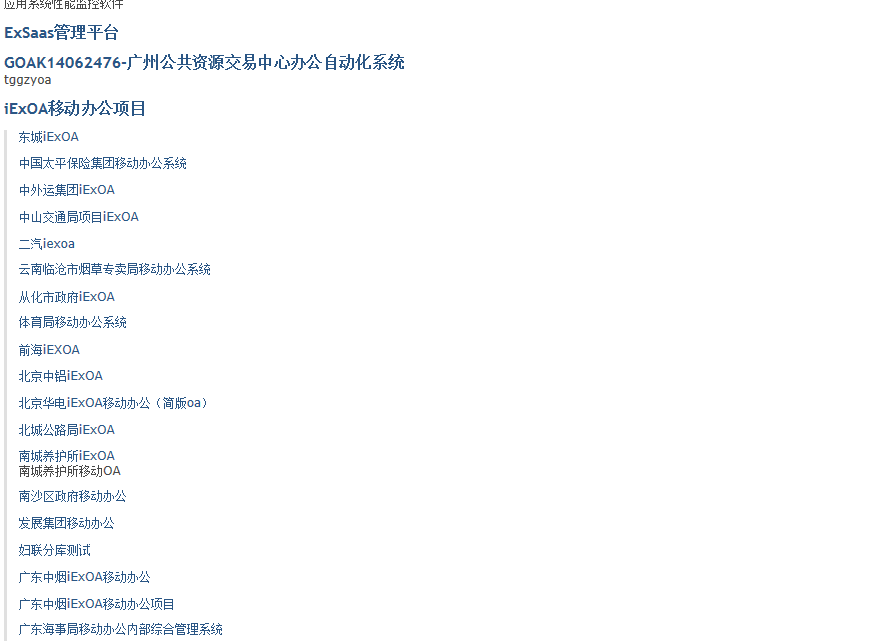 应用系统性能监控软件
ExSaas管理平台
GOAK14062476-广州公共资源交易中心办公自动化系统
tggzyoa
iExOA移动办公项目
东城iExOA
中国太平保险集团移动办公系统
中外运集团iExOA
中山交通局项目iExOA
二汽iexoa
云南临沧市烟草专卖局移动办公系统
从化市政府iExOA
体育局移动办公系统
前海iEXOA
北京中铝iExOA
北京华电iExOA移动办公（简版oa）
北城公路局iExOA
南城养护所iExOA
南城养护所移动OA
南沙区政府移动办公
发展集团移动办公
妇联分库测试
广东中烟iExOA移动办公
广东中烟iExOA移动办公项目
广东海事局移动办公内部综合管理系统